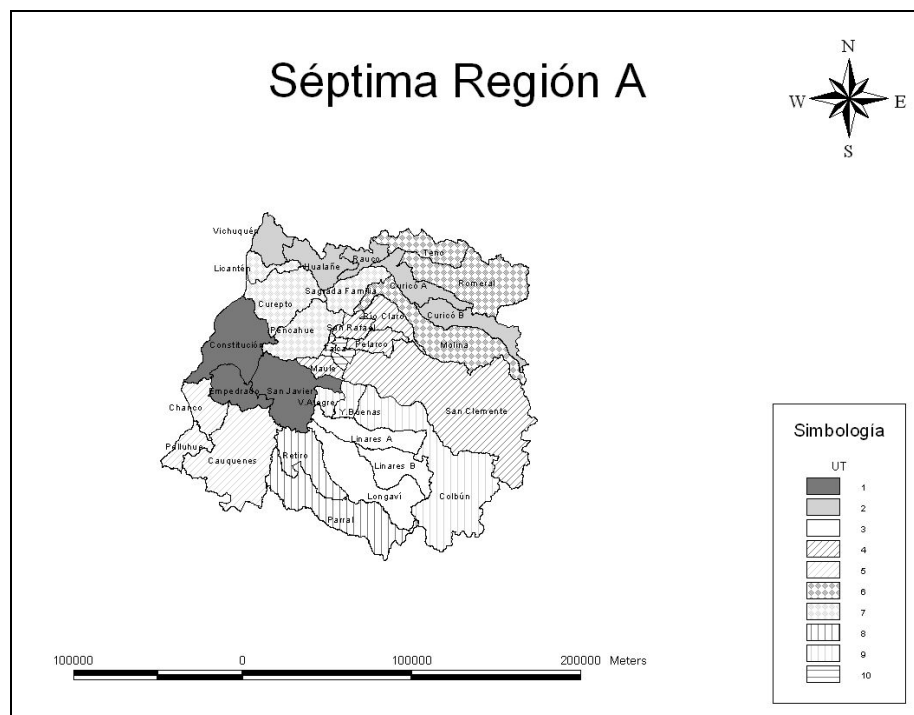 Séptima Región A
N
W E
S
Vichuquén
Hualañe
Rauco
Teno
Licantén
Romeral
Sagrada Família
Curicó A
Curepto
Río Claro
Curicó B
San Rafael
Pencahue
Constitución
Talca
Pelarco
Molina
Maule
Empedrado
San Javier
V.Alegre
Chanco
Y.Buenas
San Clemente
Linares A
Pelluhue
Cauquenes
Retiro
Linares B
Longaví
Colbún
Parral
Simbología
UT
1
2
3
4
5
6
7
8
9
10
100000 0 100000 200000 Meters